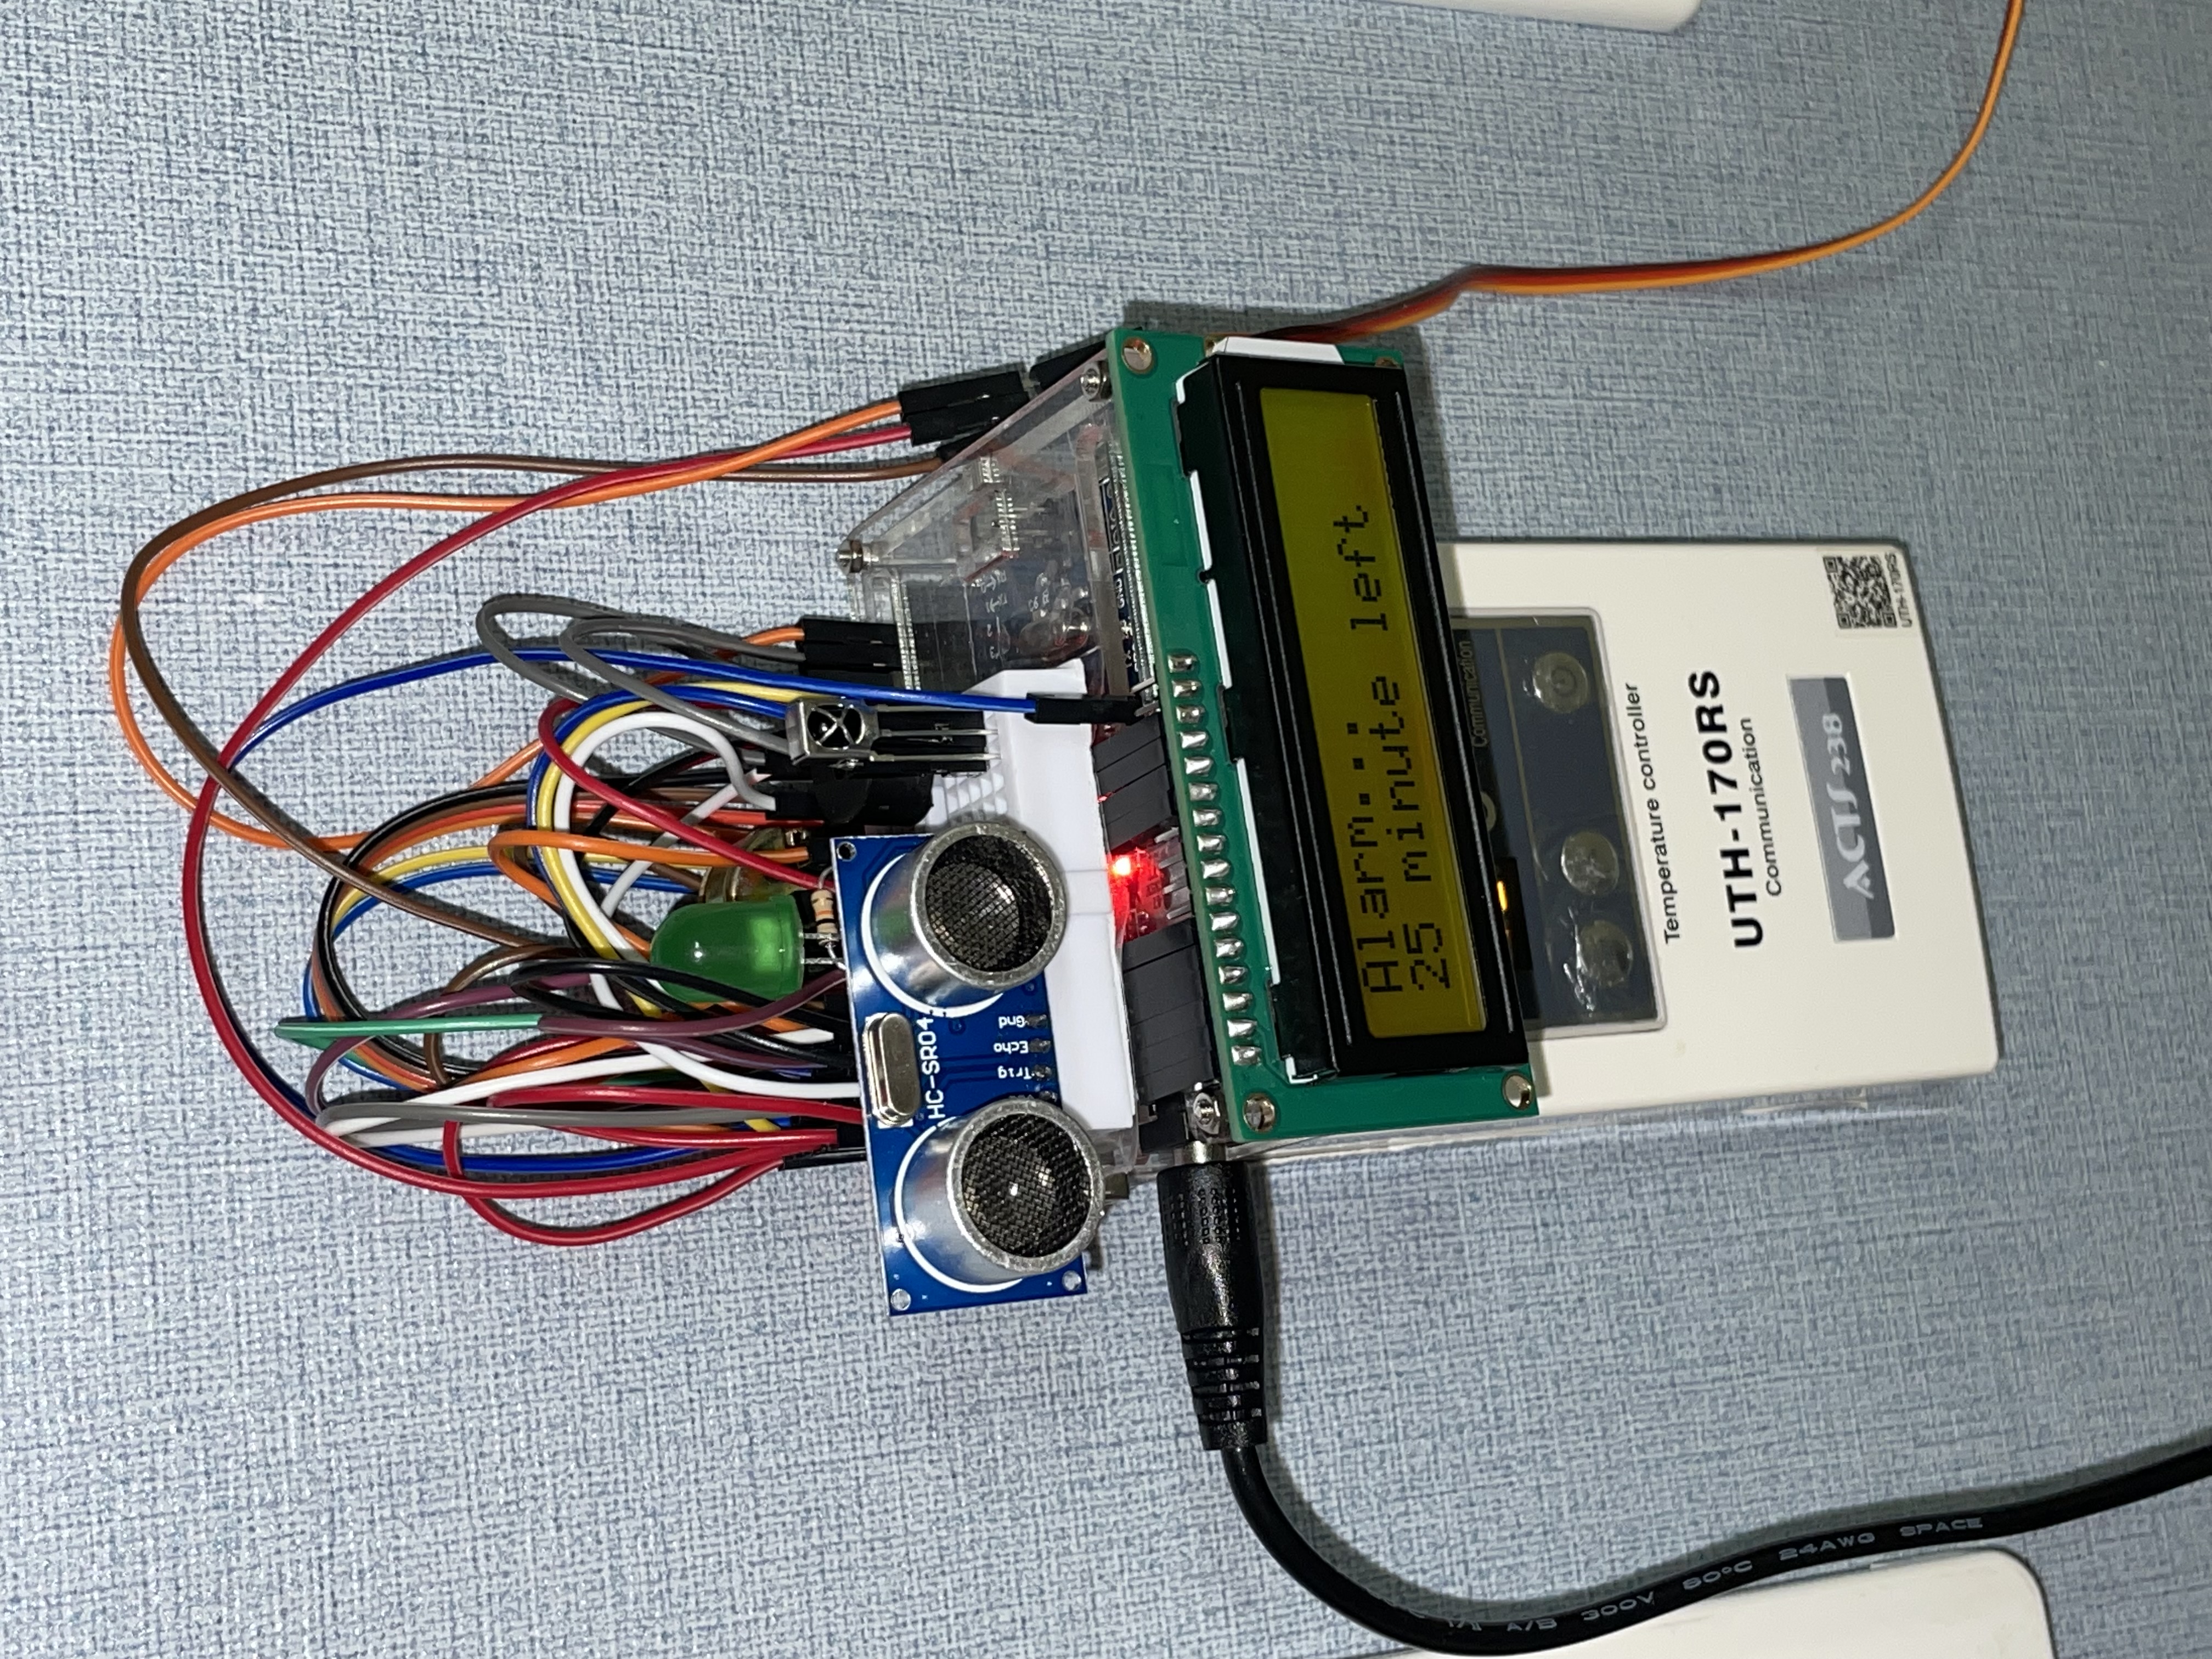 HC-SR04
Trig
Echo
Gnd
GND
Alarm...
25 minute left
Communication
Temperature controller
UTH-170RS
Communication
ACTS 238
UTH-170RS
300V 80°C 24AWG SPACE